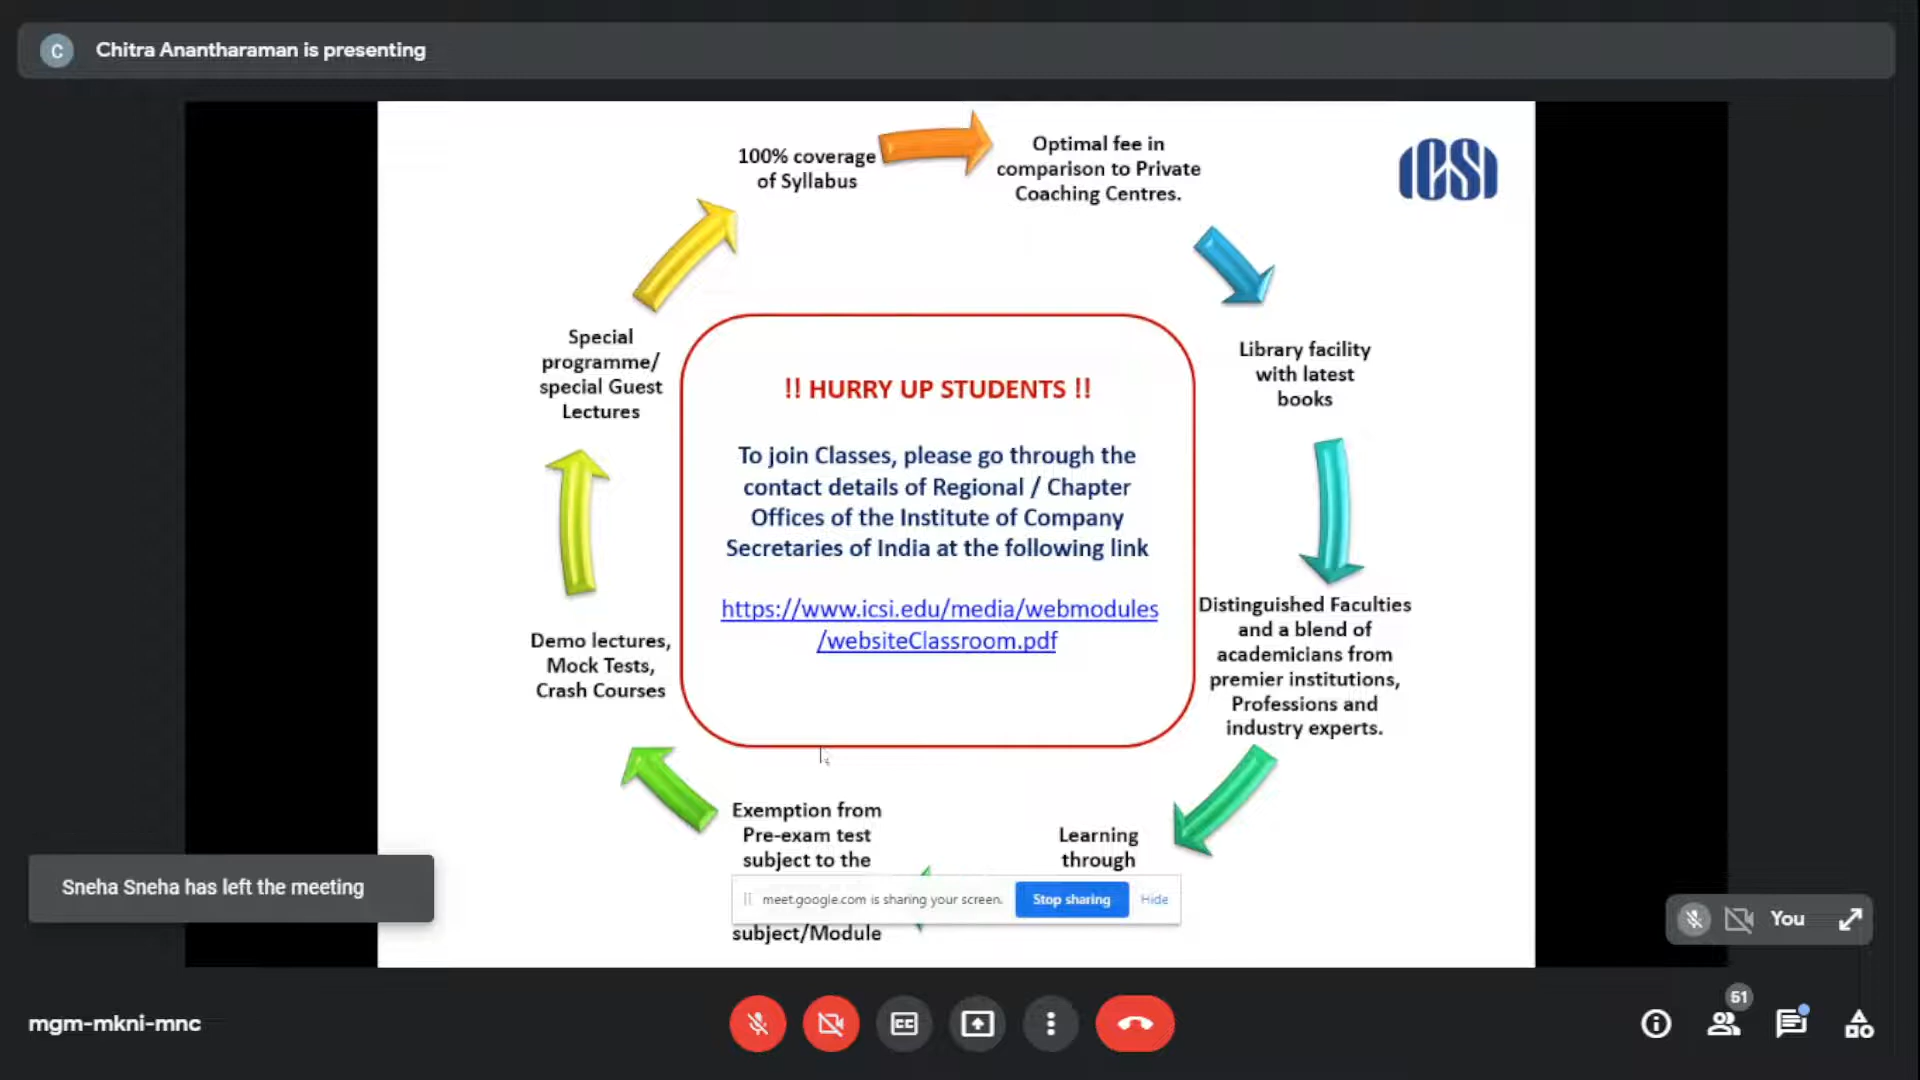 C
Chitra Anantharaman is presenting
100% coverage
of Syllabus
Optimal fee in
comparison to Private
Coaching Centres.
ICSI
Special
programme/
special Guest
Lectures
Library facility
with latest
books
!! HURRY UP STUDENTS !!
To join Classes, please go through the
contact details of Regional / Chapter
Offices of the Institute of Company
Secretaries of India at the following link
https://www.icsi.edu/media/webmodules
/websiteClassroom.pdf
Demo lectures,
Mock Tests,
Crash Courses
Distinguished Faculties
and a blend of
academicians from
premier institutions,
Professions and
industry experts.
Exemption from
Pre-exam test
subject to the
subject/Module
Learning
through
meet.google.com is sharing your screen.
Stop sharing
Hide
Sneha Sneha has left the meeting
You
mgm-mkni-mnc
CC
51